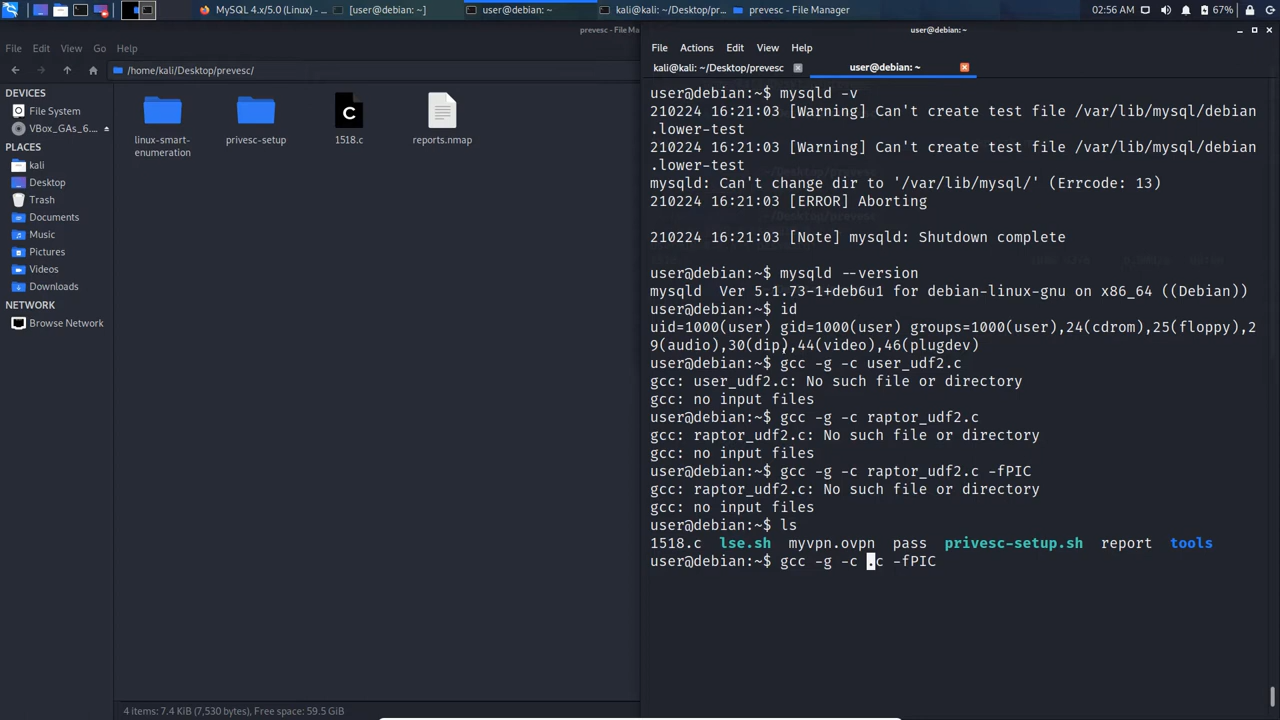 MySQL 4.x/5.0 (Linux) - ...
[user@debian: ~]
user@debian: ~
kali@kali: ~/Desktop/pr...
prevesc - File Manager
02:56 AM
67%
prevesc - File Ma
File Edit View Go Help
/home/kali/Desktop/prevesc/
DEVICES
File System
VBox_GAs_6....
PLACES
kali
Desktop
Trash
Documents
Music
Pictures
Videos
Downloads
NETWORK
Browse Network
linux-smart-
enumeration
privesc-setup
C
1518.c
reports.nmap
4 items: 7.4 KiB (7,530 bytes), Free space: 59.5 GiB
user@debian: ~
File Actions Edit View Help
kali@kali: ~/Desktop/prevesc
user@debian: ~
user@debian:~$ mysqld -v
210224 16:21:03 [Warning] Can't create test file /var/lib/mysql/debian
.lower-test
210224 16:21:03 [Warning] Can't create test file /var/lib/mysql/debian
.lower-test
mysqld: Can't change dir to '/var/lib/mysql/' (Errcode: 13)
210224 16:21:03 [ERROR] Aborting
210224 16:21:03 [Note] mysqld: Shutdown complete
user@debian:~$ mysqld --version
mysqld  Ver 5.1.73-1+deb6u1 for debian-linux-gnu on x86_64 ((Debian))
user@debian:~$ id
uid=1000(user) gid=1000(user) groups=1000(user),24(cdrom),25(floppy),2
9(audio),30(dip),44(video),46(plugdev)
user@debian:~$ gcc -g -c user_udf2.c
gcc: user_udf2.c: No such file or directory
gcc: no input files
user@debian:~$ gcc -g -c raptor_udf2.c
gcc: raptor_udf2.c: No such file or directory
gcc: no input files
user@debian:~$ gcc -g -c raptor_udf2.c -fPIC
gcc: raptor_udf2.c: No such file or directory
gcc: no input files
user@debian:~$ ls
1518.c  lse.sh  myvpn.ovpn  pass  privesc-setup.sh  report  tools
user@debian:~$ gcc -g -c .c -fPIC